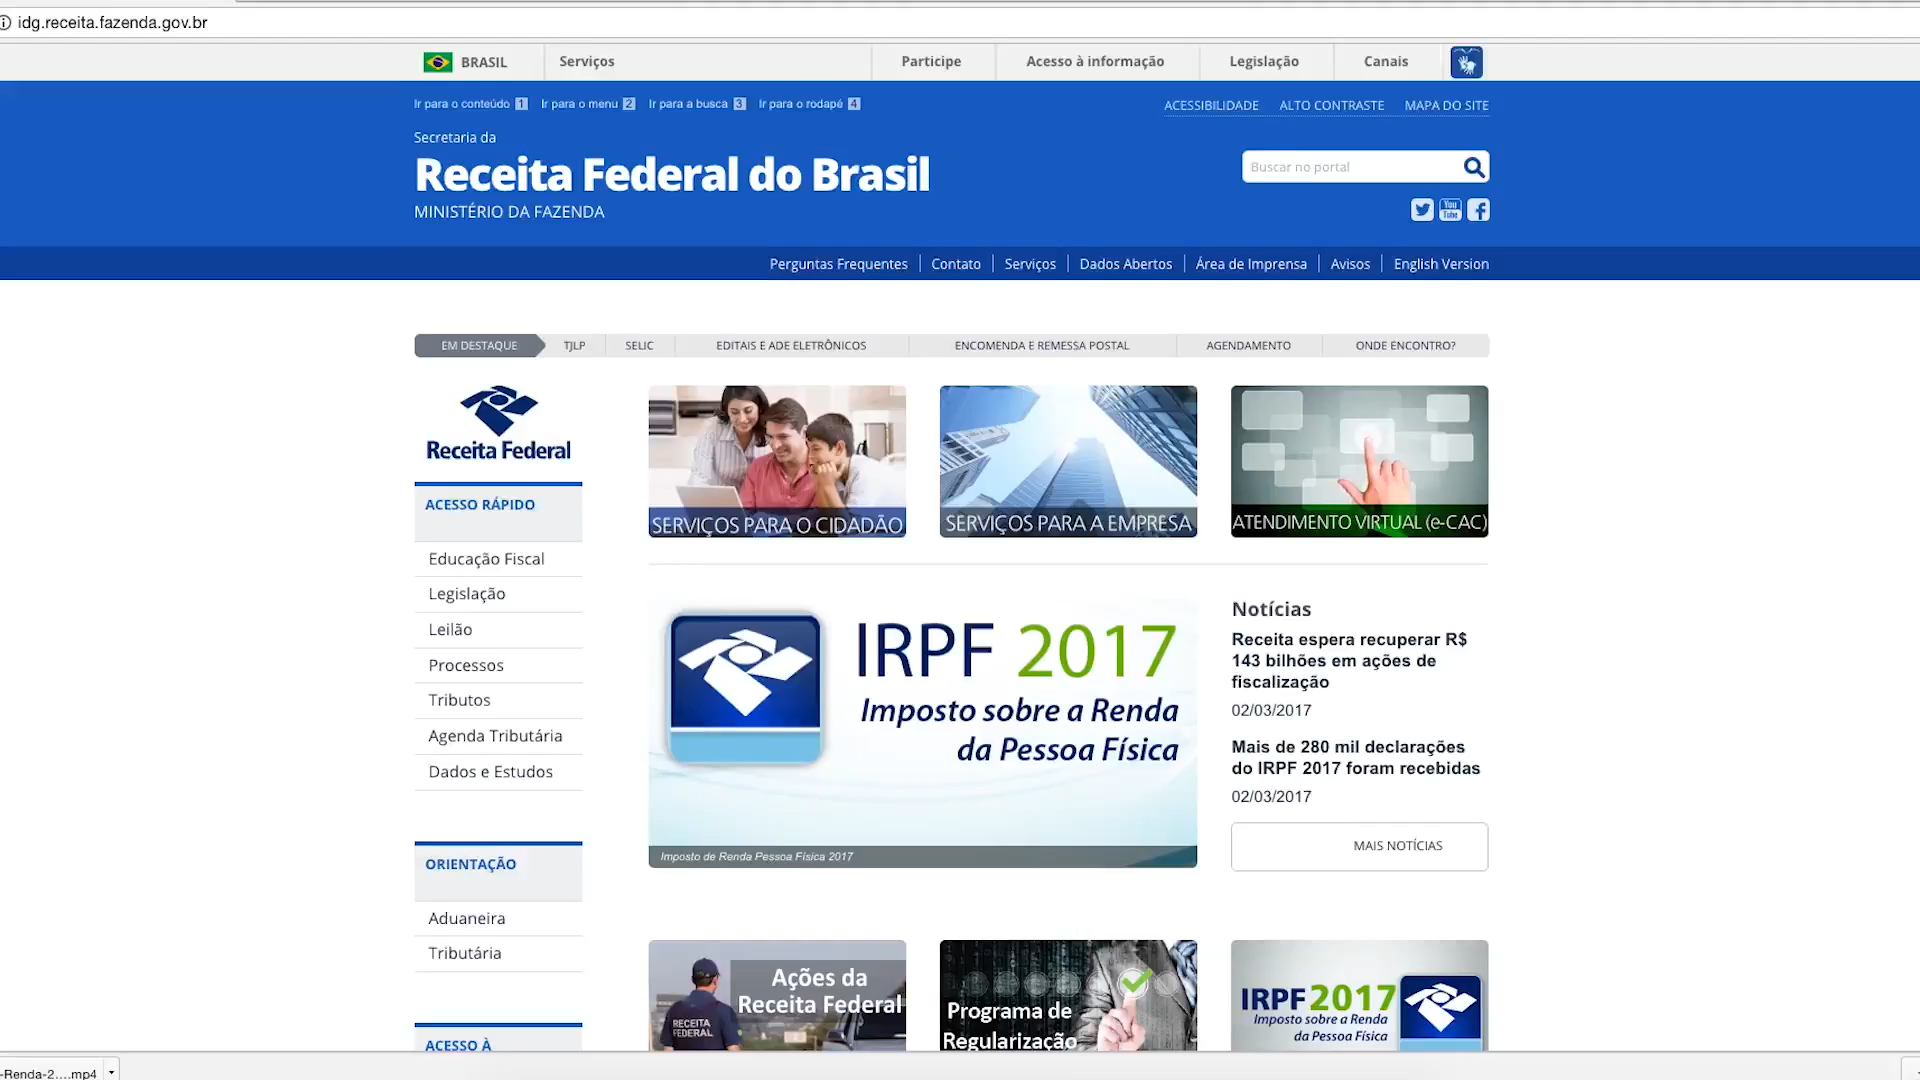 idg.receita.fazenda.gov.br
BRASIL
Serviços
Participe
Acesso à informação
Legislação
Canais
Ir para o conteúdo 1 Ir para o menu 2 Ir para a busca 3 Ir para o rodapé 4
ACESSIBILIDADE ALTO CONTRASTE MAPA DO SITE
Secretaria da
Receita Federal do Brasil
MINISTÉRIO DA FAZENDA
Buscar no portal
You
Tube
Perguntas Frequentes Contato Serviços Dados Abertos Área de Imprensa Avisos English Version
EM DESTAQUE TJLP SELIC EDITAIS E ADE ELETRÔNICOS ENCOMENDA E REMESSA POSTAL AGENDAMENTO ONDE ENCONTRO?
Receita Federal
ACESSO RÁPIDO
Educação Fiscal
Legislação
Leilão
Processos
Tributos
Agenda Tributária
Dados e Estudos
ORIENTAÇÃO
Aduaneira
Tributária
ACESSO À
SERVIÇOS PARA O CIDADÃO
SERVIÇOS PARA A EMPRESA
ATENDIMENTO VIRTUAL (e-CAC)
IRPF 2017
Imposto sobre a Renda
da Pessoa Física
Imposto de Renda Pessoa Física 2017
Notícias
Receita espera recuperar R$
143 bilhões em ações de
fiscalização
02/03/2017
Mais de 280 mil declarações
do IRPF 2017 foram recebidas
02/03/2017
MAIS NOTÍCIAS
Ações da
Receita Federal
RECEITA
FEDERAL
Programa de
Regularização
IRPF 2017
Imposto sobre a Renda
da Pessoa Física
-Renda-2....mp4